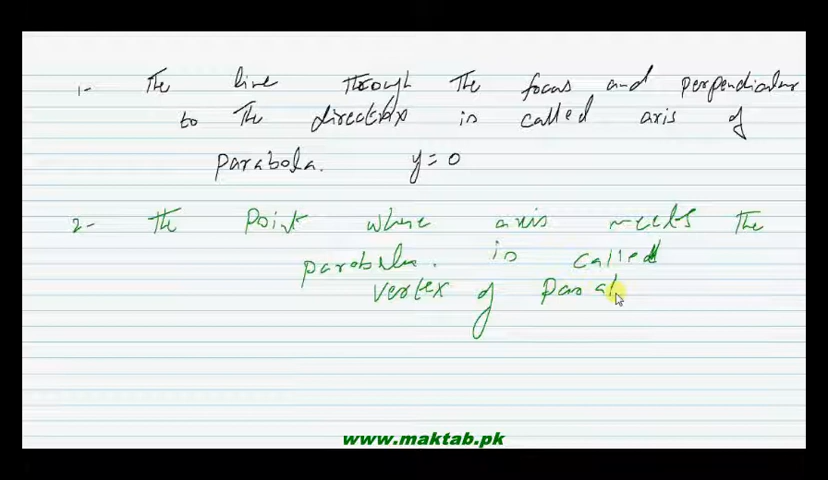 1- The line through the focus and perpendicular
to the directrix is called axis of
parabola. y = 0
2- The Point where axis meets the
parabola. is called
vertex of Parab
www.maktab.pk